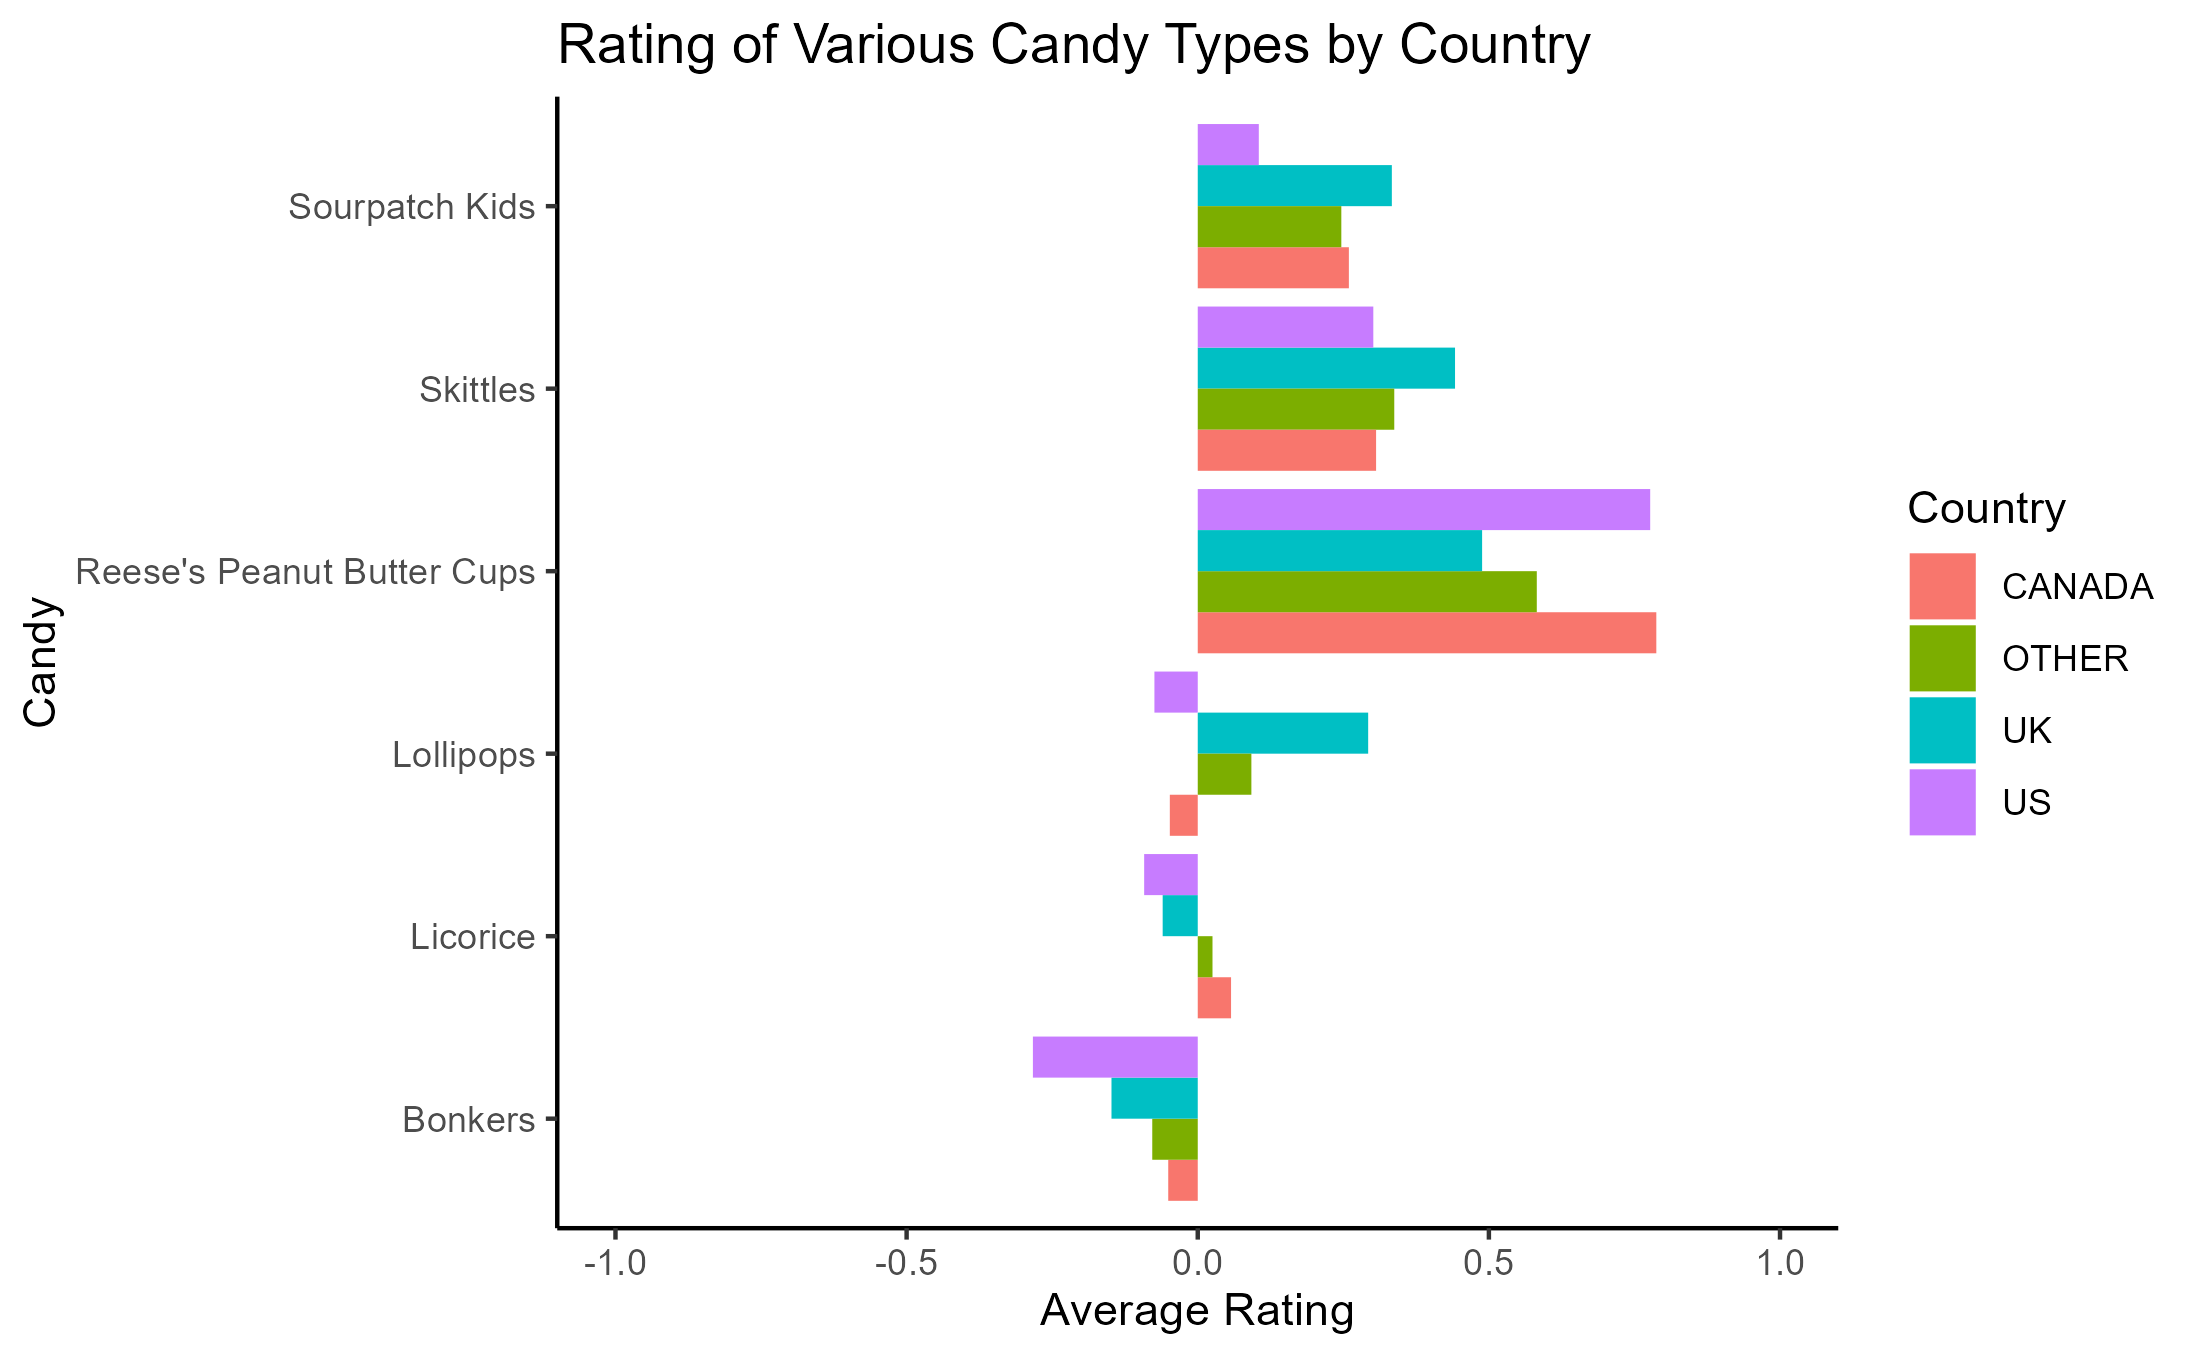 Rating of Various Candy Types by Country
Candy
Sourpatch Kids
Skittles
Reese's Peanut Butter Cups
Lollipops
Licorice
Bonkers
-1.0
-0.5
0.0
0.5
1.0
Average Rating
Country
CANADA
OTHER
UK
US